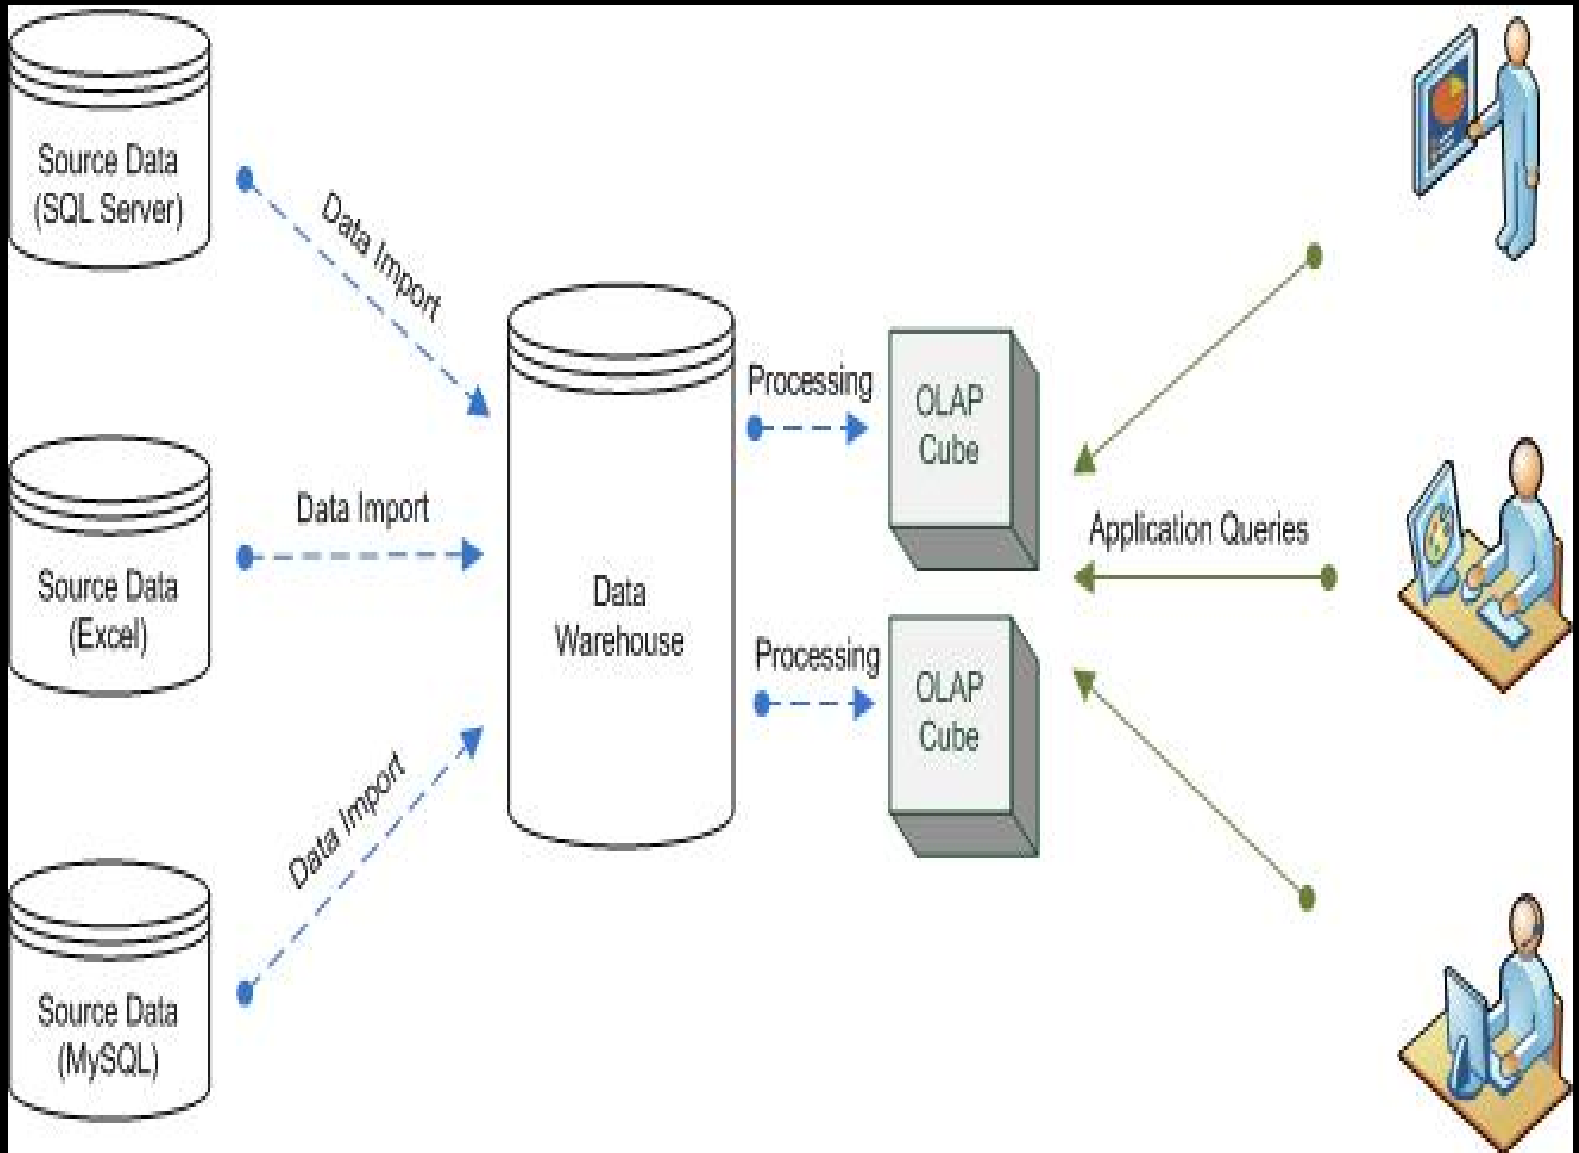 Source Data
(SQL Server)
Data Import
Source Data
(Excel)
Data Import
Source Data
(MySQL)
Data Import
Data
Warehouse
Processing
OLAP
Cube
Processing
OLAP
Cube
Application Queries